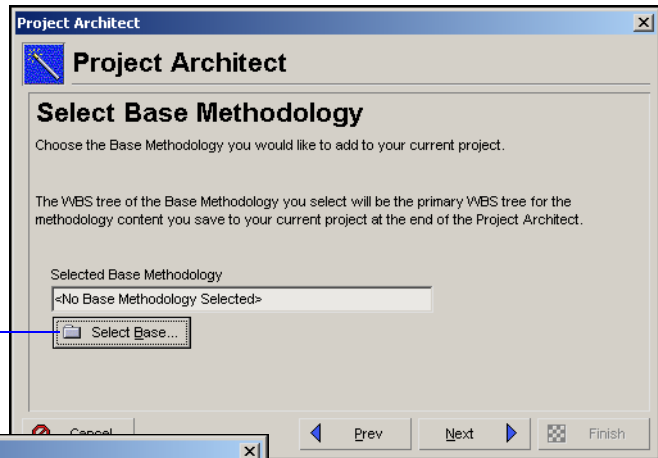 Project Architect
Project Architect
Select Base Methodology
Choose the Base Methodology you would like to add to your current project.
The WBS tree of the Base Methodology you select will be the primary WBS tree for the
methodology content you save to your current project at the end of the Project Architect.
Selected Base Methodology
<No Base Methodology Selected>
Select Base...
Cancel Prev Next Finish